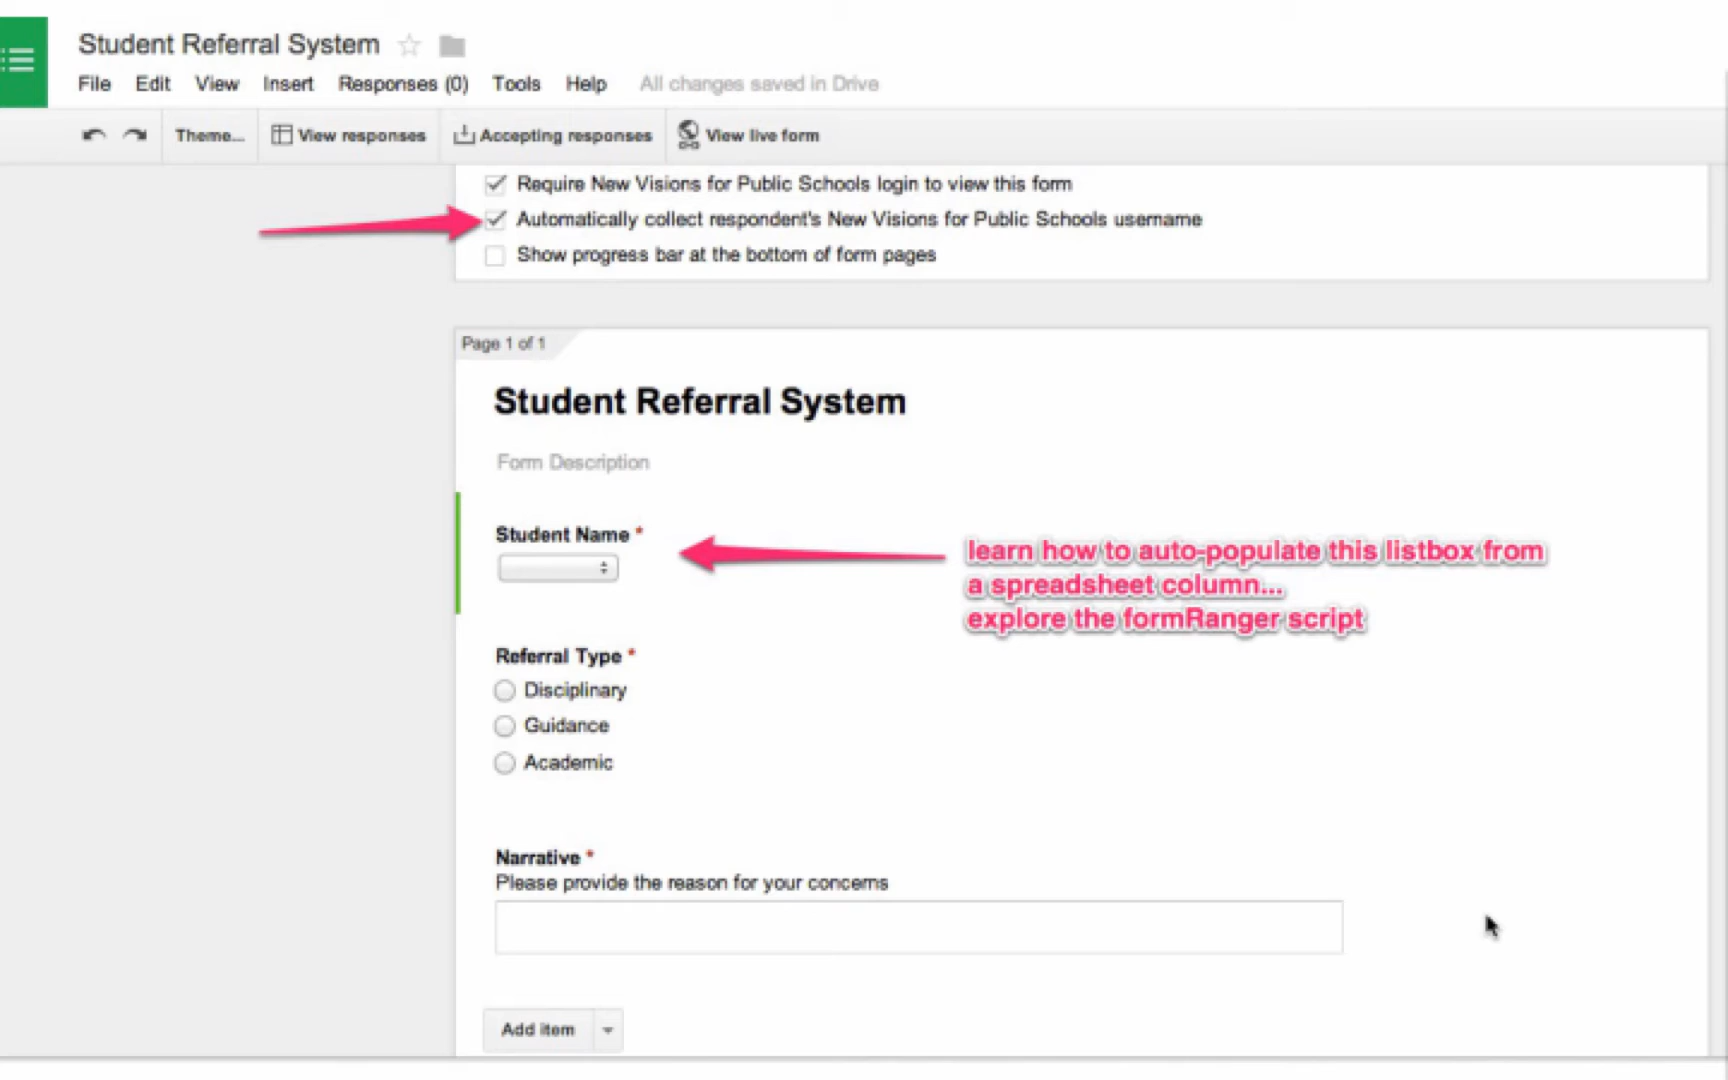 Student Referral System
File Edit View Insert Responses (0) Tools Help All changes saved in Drive
Theme... View responses Accepting responses View live form
Require New Visions for Public Schools login to view this form
Automatically collect respondent's New Visions for Public Schools username
Show progress bar at the bottom of form pages
Page 1 of 1
Student Referral System
Form Description
Student Name *
learn how to auto-populate this listbox from
a spreadsheet column...
explore the formRanger script
Referral Type *
Disciplinary
Guidance
Academic
Narrative *
Please provide the reason for your concerns
Add item